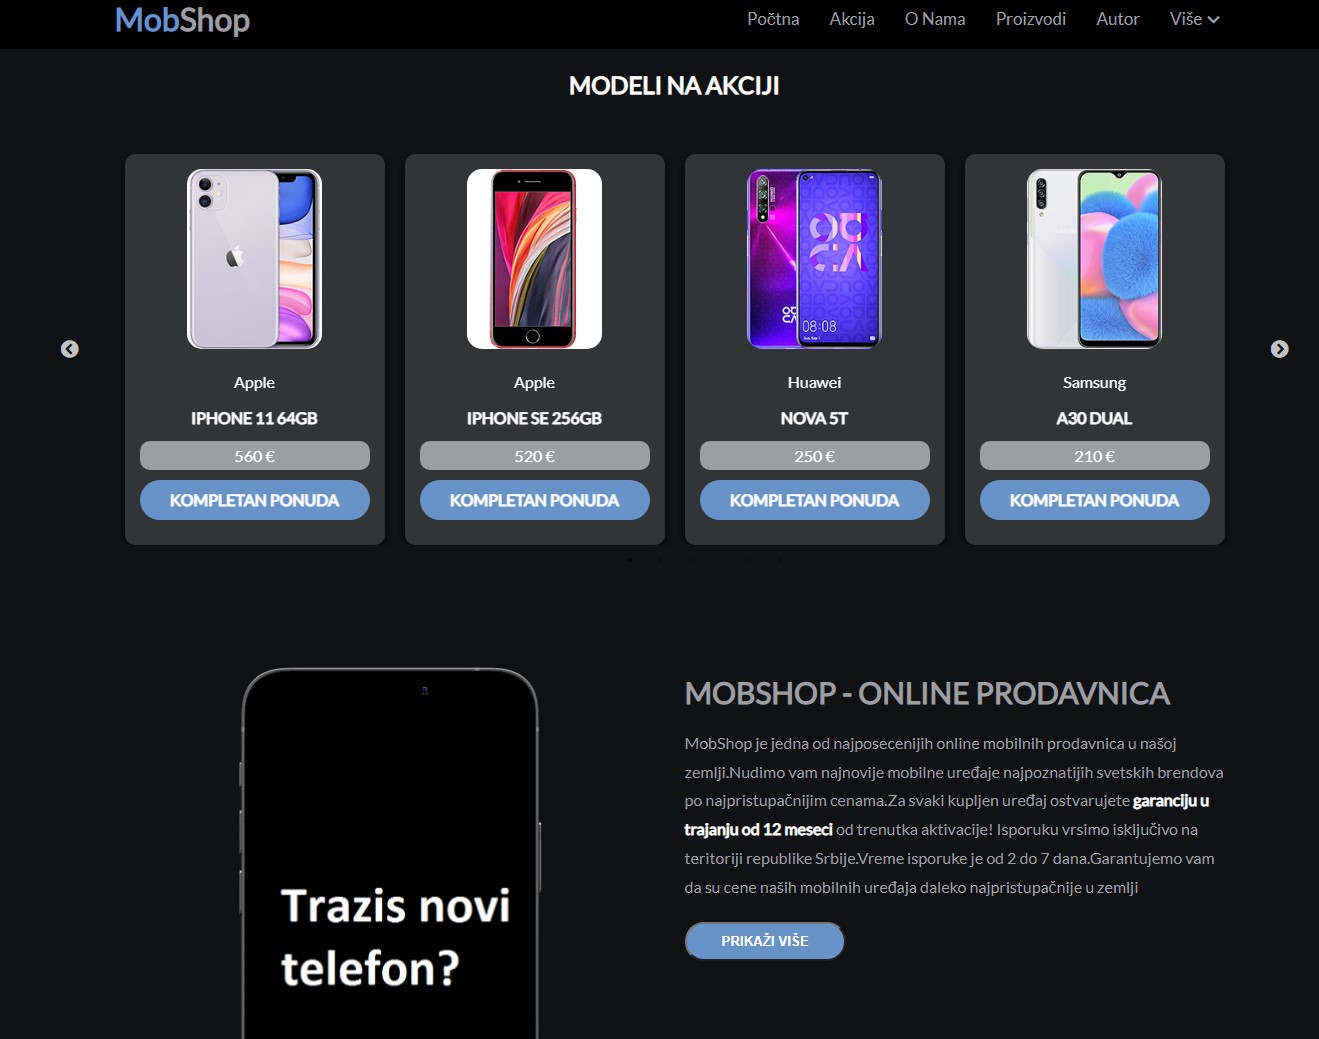 MobShop
Počtna Akcija O Nama Proizvodi Autor Više
MODELI NA AKCIJI
Apple
IPHONE 11 64GB
560 €
KOMPLETAN PONUDA
Apple
IPHONE SE 256GB
520 €
KOMPLETAN PONUDA
08:08
Huawei
NOVA 5T
250 €
KOMPLETAN PONUDA
Samsung
A30 DUAL
210 €
KOMPLETAN PONUDA
Trazis novi
telefon?
MOBSHOP - ONLINE PRODAVNICA
MobShop je jedna od najposecenijih online mobilnih prodavnica u našoj
zemlji.Nudimo vam najnovije mobilne uređaje najpoznatijih svetskih brendova
po najpristupačnijim cenama.Za svaki kupljen uređaj ostvarujete garanciju u
trajanju od 12 meseci od trenutka aktivacije! Isporuku vrsimo isključivo na
teritoriji republike Srbije.Vreme isporuke je od 2 do 7 dana.Garantujemo vam
da su cene naših mobilnih uređaja daleko najpristupačnije u zemlji
PRIKAŽI VIŠE